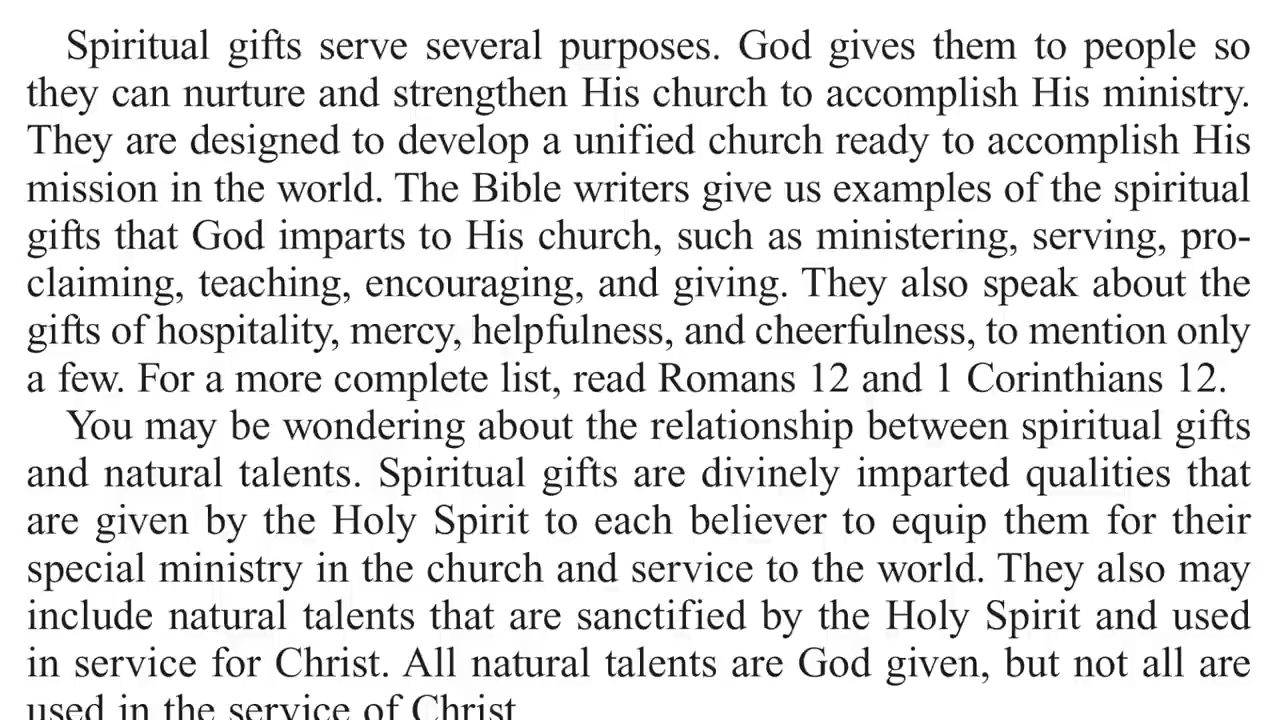 Spiritual gifts serve several purposes. God gives them to people so
they can nurture and strengthen His church to accomplish His ministry.
They are designed to develop a unified church ready to accomplish His
mission in the world. The Bible writers give us examples of the spiritual
gifts that God imparts to His church, such as ministering, serving, pro-
claiming, teaching, encouraging, and giving. They also speak about the
gifts of hospitality, mercy, helpfulness, and cheerfulness, to mention only
a few. For a more complete list, read Romans 12 and 1 Corinthians 12.
You may be wondering about the relationship between spiritual gifts
and natural talents. Spiritual gifts are divinely imparted qualities that
are given by the Holy Spirit to each believer to equip them for their
special ministry in the church and service to the world. They also may
include natural talents that are sanctified by the Holy Spirit and used
in service for Christ. All natural talents are God given, but not all are
used in the service of Christ